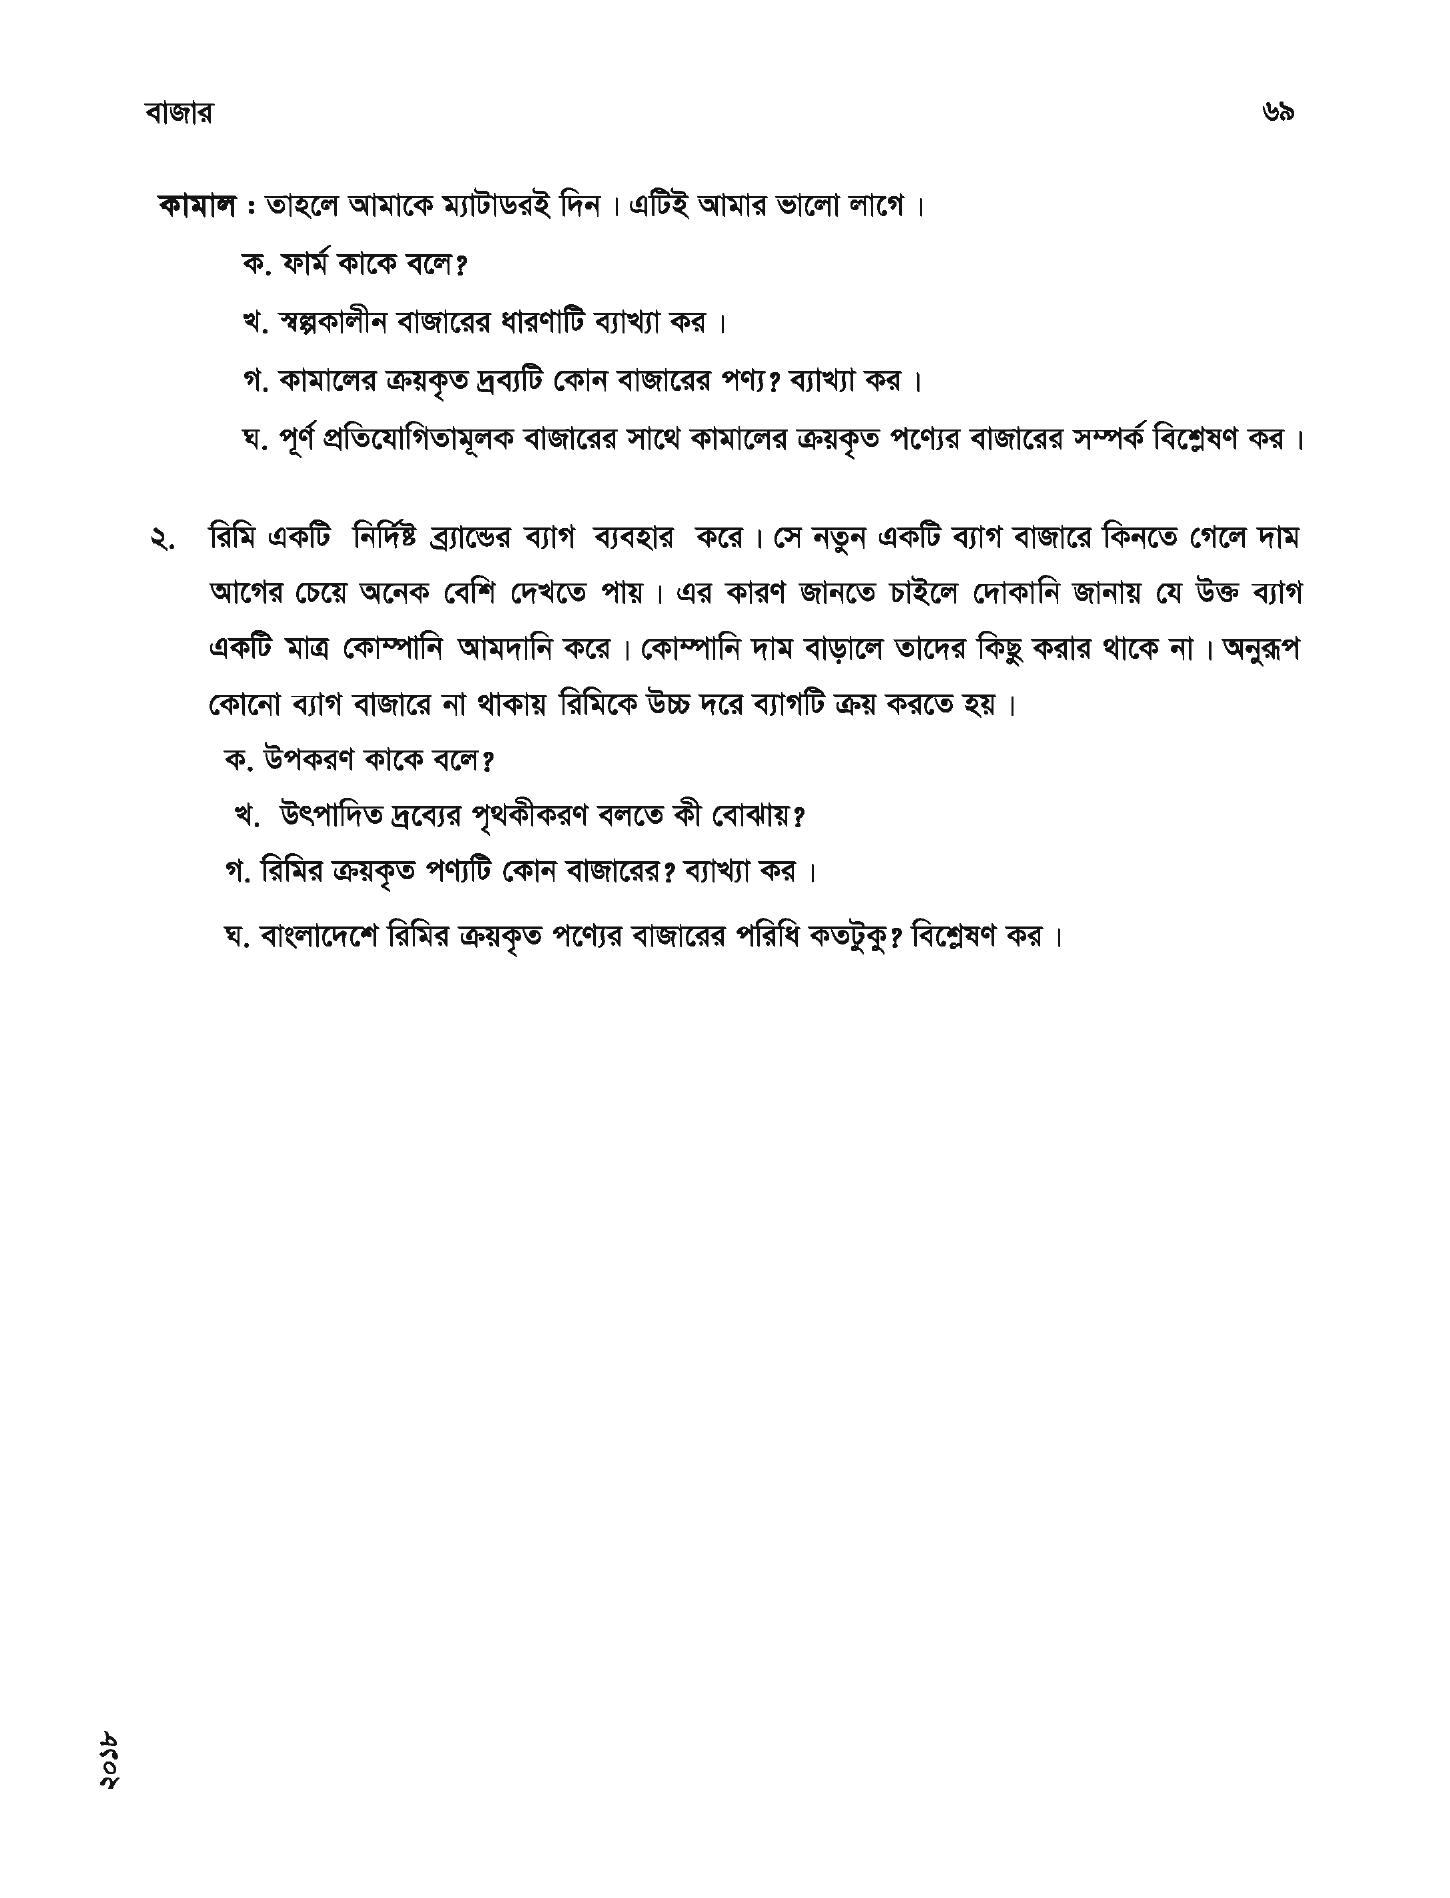 বাজার ৬৯
কামাল : তাহলে আমাকে ম্যাটাডরই দিন । এটিই আমার ভালো লাগে ।
ক. ফার্ম কাকে বলে?
খ. স্বল্পকালীন বাজারের ধারণাটি ব্যাখ্যা কর ।
গ. কামালের ক্রয়কৃত দ্রব্যটি কোন বাজারের পণ্য? ব্যাখ্যা কর ।
ঘ. পূর্ণ প্রতিযোগিতামূলক বাজারের সাথে কামালের ক্রয়কৃত পণ্যের বাজারের সম্পর্ক বিশ্লেষণ কর ।
২. রিমি একটি নির্দিষ্ট ব্র্যান্ডের ব্যাগ ব্যবহার করে । সে নতুন একটি ব্যাগ বাজারে কিনতে গেলে দাম
আগের চেয়ে অনেক বেশি দেখতে পায় । এর কারণ জানতে চাইলে দোকানি জানায় যে উক্ত ব্যাগ
একটি মাত্র কোম্পানি আমদানি করে । কোম্পানি দাম বাড়ালে তাদের কিছু করার থাকে না । অনুরূপ
কোনো ব্যাগ বাজারে না থাকায় রিমিকে উচ্চ দরে ব্যাগটি ক্রয় করতে হয় ।
ক. উপকরণ কাকে বলে?
খ. উৎপাদিত দ্রব্যের পৃথকীকরণ বলতে কী বোঝায়?
গ. রিমির ক্রয়কৃত পণ্যটি কোন বাজারের? ব্যাখ্যা কর ।
ঘ. বাংলাদেশে রিমির ক্রয়কৃত পণ্যের বাজারের পরিধি কতটুকু? বিশ্লেষণ কর ।
২০১৮